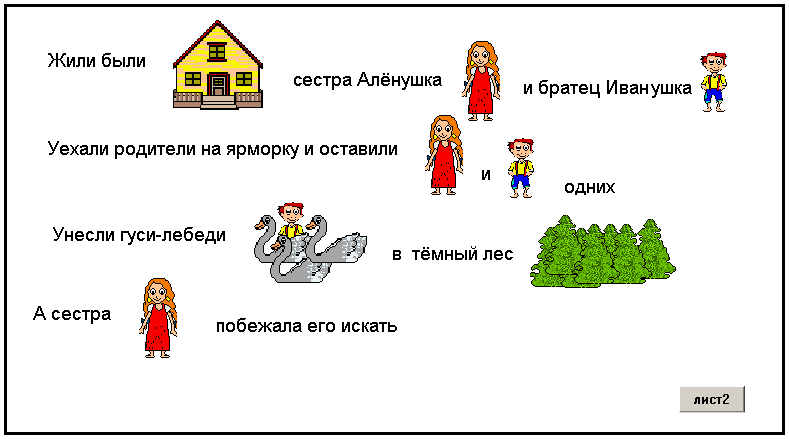 Жили были сестра Алёнушка и братец Иванушка
Уехали родители на ярморку и оставили и одних
Унесли гуси-лебеди в тёмный лес
А сестра побежала его искать
лист2